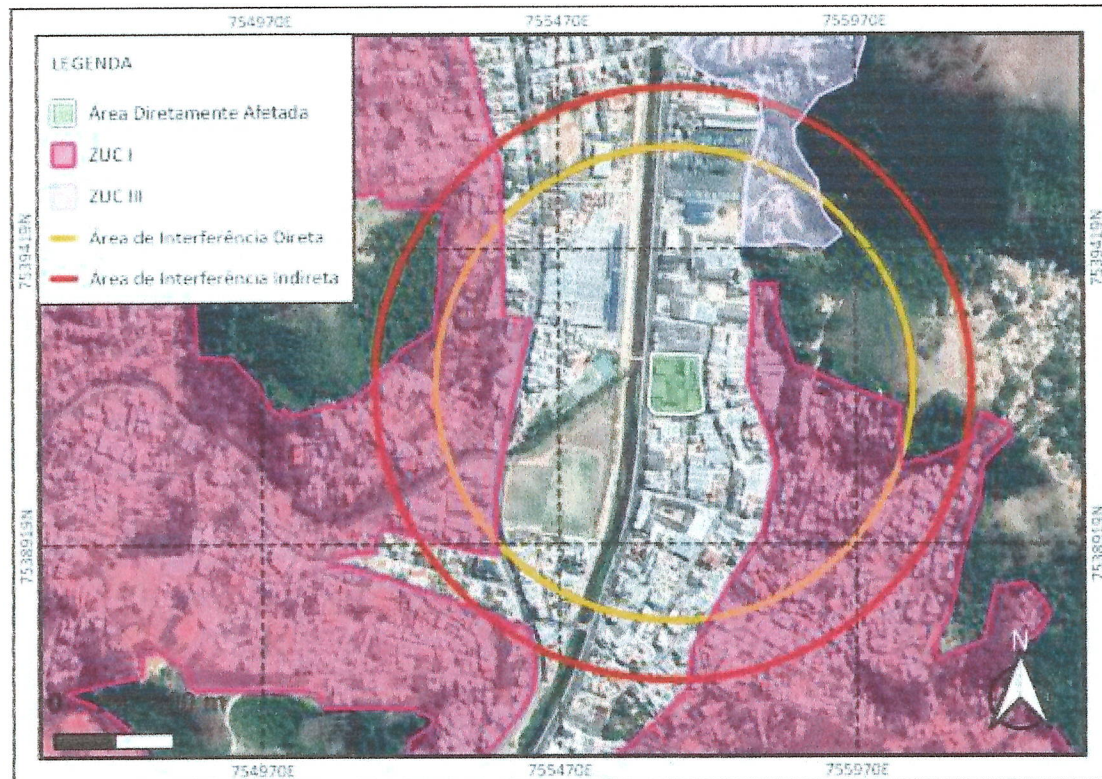 754970E 755470E 755970E
LEGENDA
Área Diretamente Afetada
ZUC I
ZUC III
Área de Interferência Direta
Área de Interferência Indireta
7539419N 7539419N
7538919N 7538919N
N
0
754970E 755470E 755970E